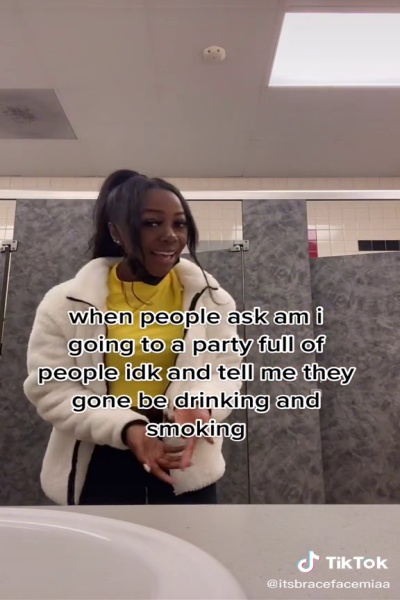 when people ask am i
going to a party full of
people idk and tell me they
gone be drinking and
smoking
TikTok
@itsbracefacemiaa